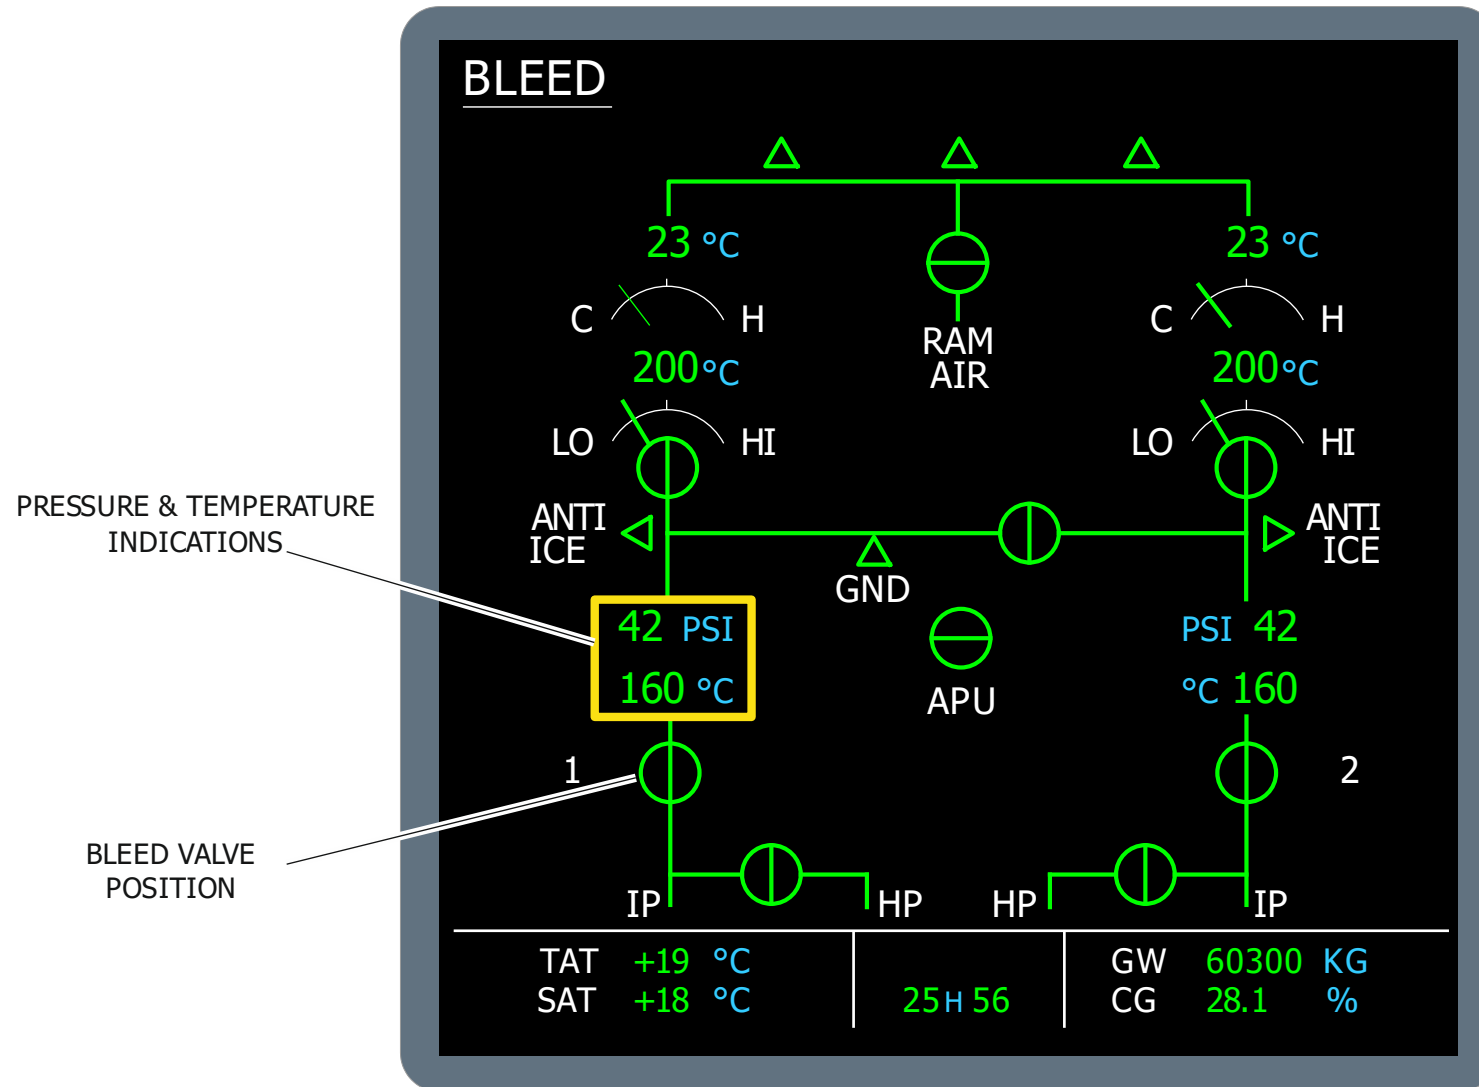 BLEED
23 °C
23 °C
C H
C H
RAM
AIR
200 °C
200 °C
LO HI
LO HI
PRESSURE & TEMPERATURE
INDICATIONS
ANTI
ICE
ANTI
ICE
GND
42 PSI
PSI 42
160 °C
°C 160
APU
1
2
BLEED VALVE
POSITION
IP
HP
HP
IP
TAT +19 °C
SAT +18 °C
25 H 56
GW 60300 KG
CG 28.1 %